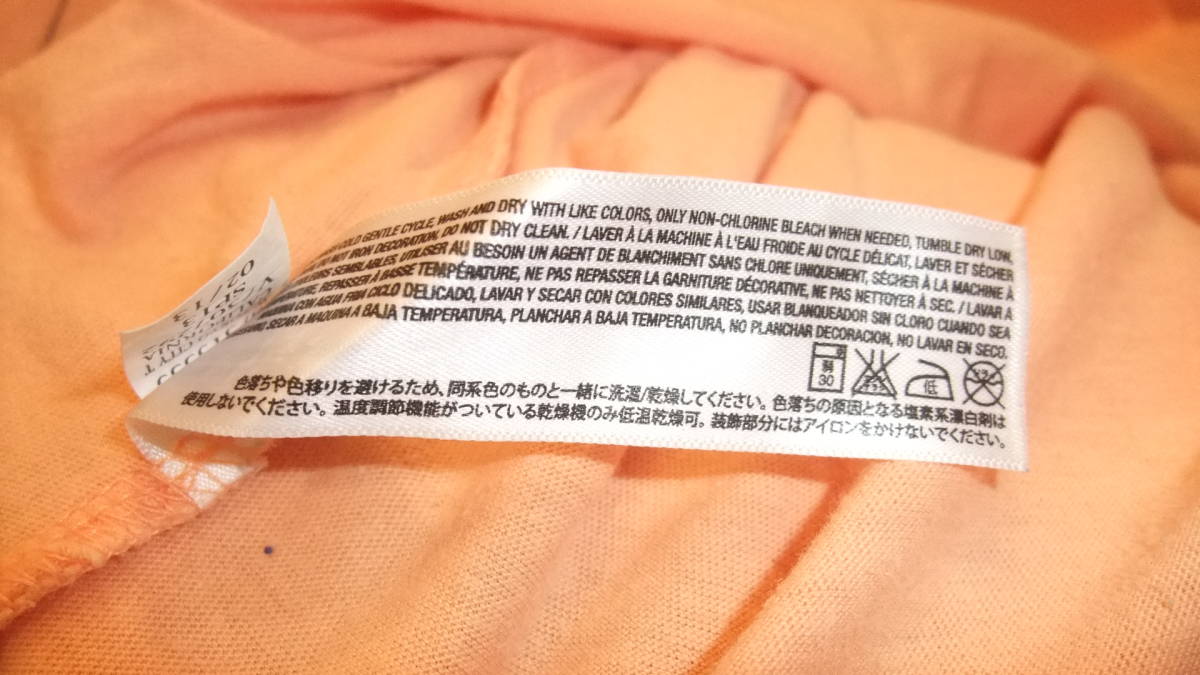 COLD GENTLE CYCLE, WASH AND DRY WITH LIKE COLORS, ONLY NON-CHLORINE BLEACH WHEN NEEDED, TUMBLE DRY LOW,
DO NOT IRON DECORATION, DO NOT DRY CLEAN. / LAVER À LA MACHINE À L'EAU FROIDE AU CYCLE DÉLICAT, LAVER ET SÉCHER
SEMBLABLES, UTILISER AU BESOIN UN AGENT DE BLANCHIMENT SANS CHLORE UNIQUEMENT, SÉCHER À LA MACHINE À
REPASSER À BASSE TEMPÉRATURE, NE PAS REPASSER LA GARNITURE DÉCORATIVE, NE PAS NETTOYER À SEC. / LAVAR À
CON AGUA FRIA CICLO DELICADO, LAVAR Y SECAR CON COLORES SIMILARES, USAR BLANQUEADOR SIN CLORO CUANDO SEA
SECAR A MAQUINA A BAJA TEMPERATURA, PLANCHAR A BAJA TEMPERATURA, NO PLANCHAR DECORACION, NO LAVAR EN SECO.
弱 30 低
色落ちや色移りを避けるため、同系色のものと一緒に洗濯/乾燥してください。色落ちの原因となる塩素系漂白剤は
使用しないでください。温度調節機能がついている乾燥機のみ低温乾燥可。装飾部分にはアイロンをかけないでください。
02/13